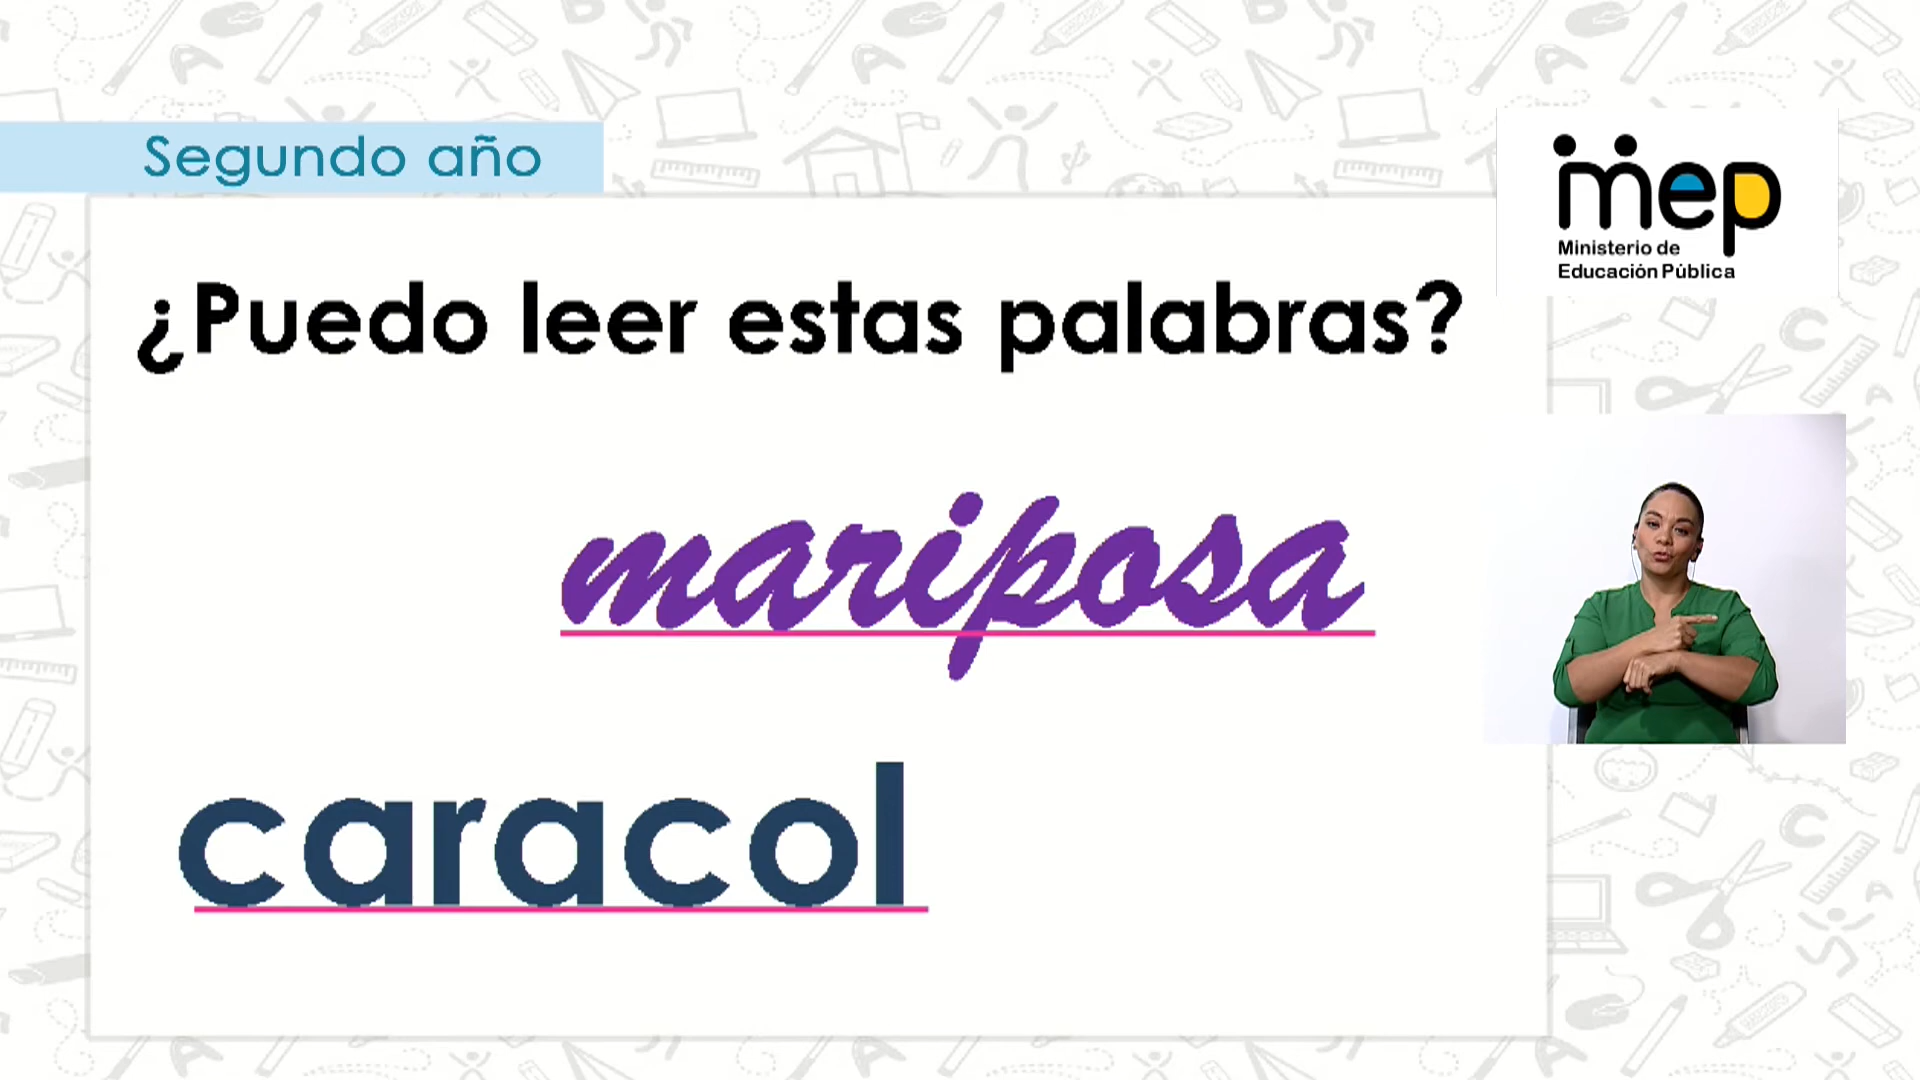 Segundo año
mep
Ministerio de
Educación Pública
¿Puedo leer estas palabras?
mariposa
caracol